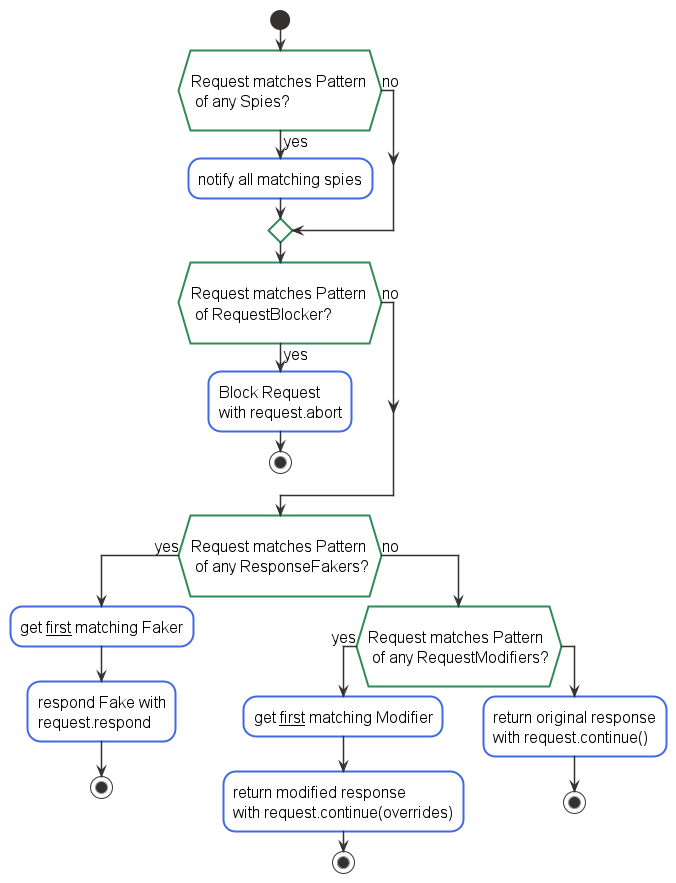 Request matches Pattern
of any Spies?
no
yes
notify all matching spies
Request matches Pattern
of RequestBlocker?
no
yes
Block Request
with request.abort
yes
Request matches Pattern
of any ResponseFakers?
no
get first matching Faker
respond Fake with
request.respond
yes
Request matches Pattern
of any RequestModifiers?
get first matching Modifier
return modified response
with request.continue(overrides)
return original response
with request.continue()